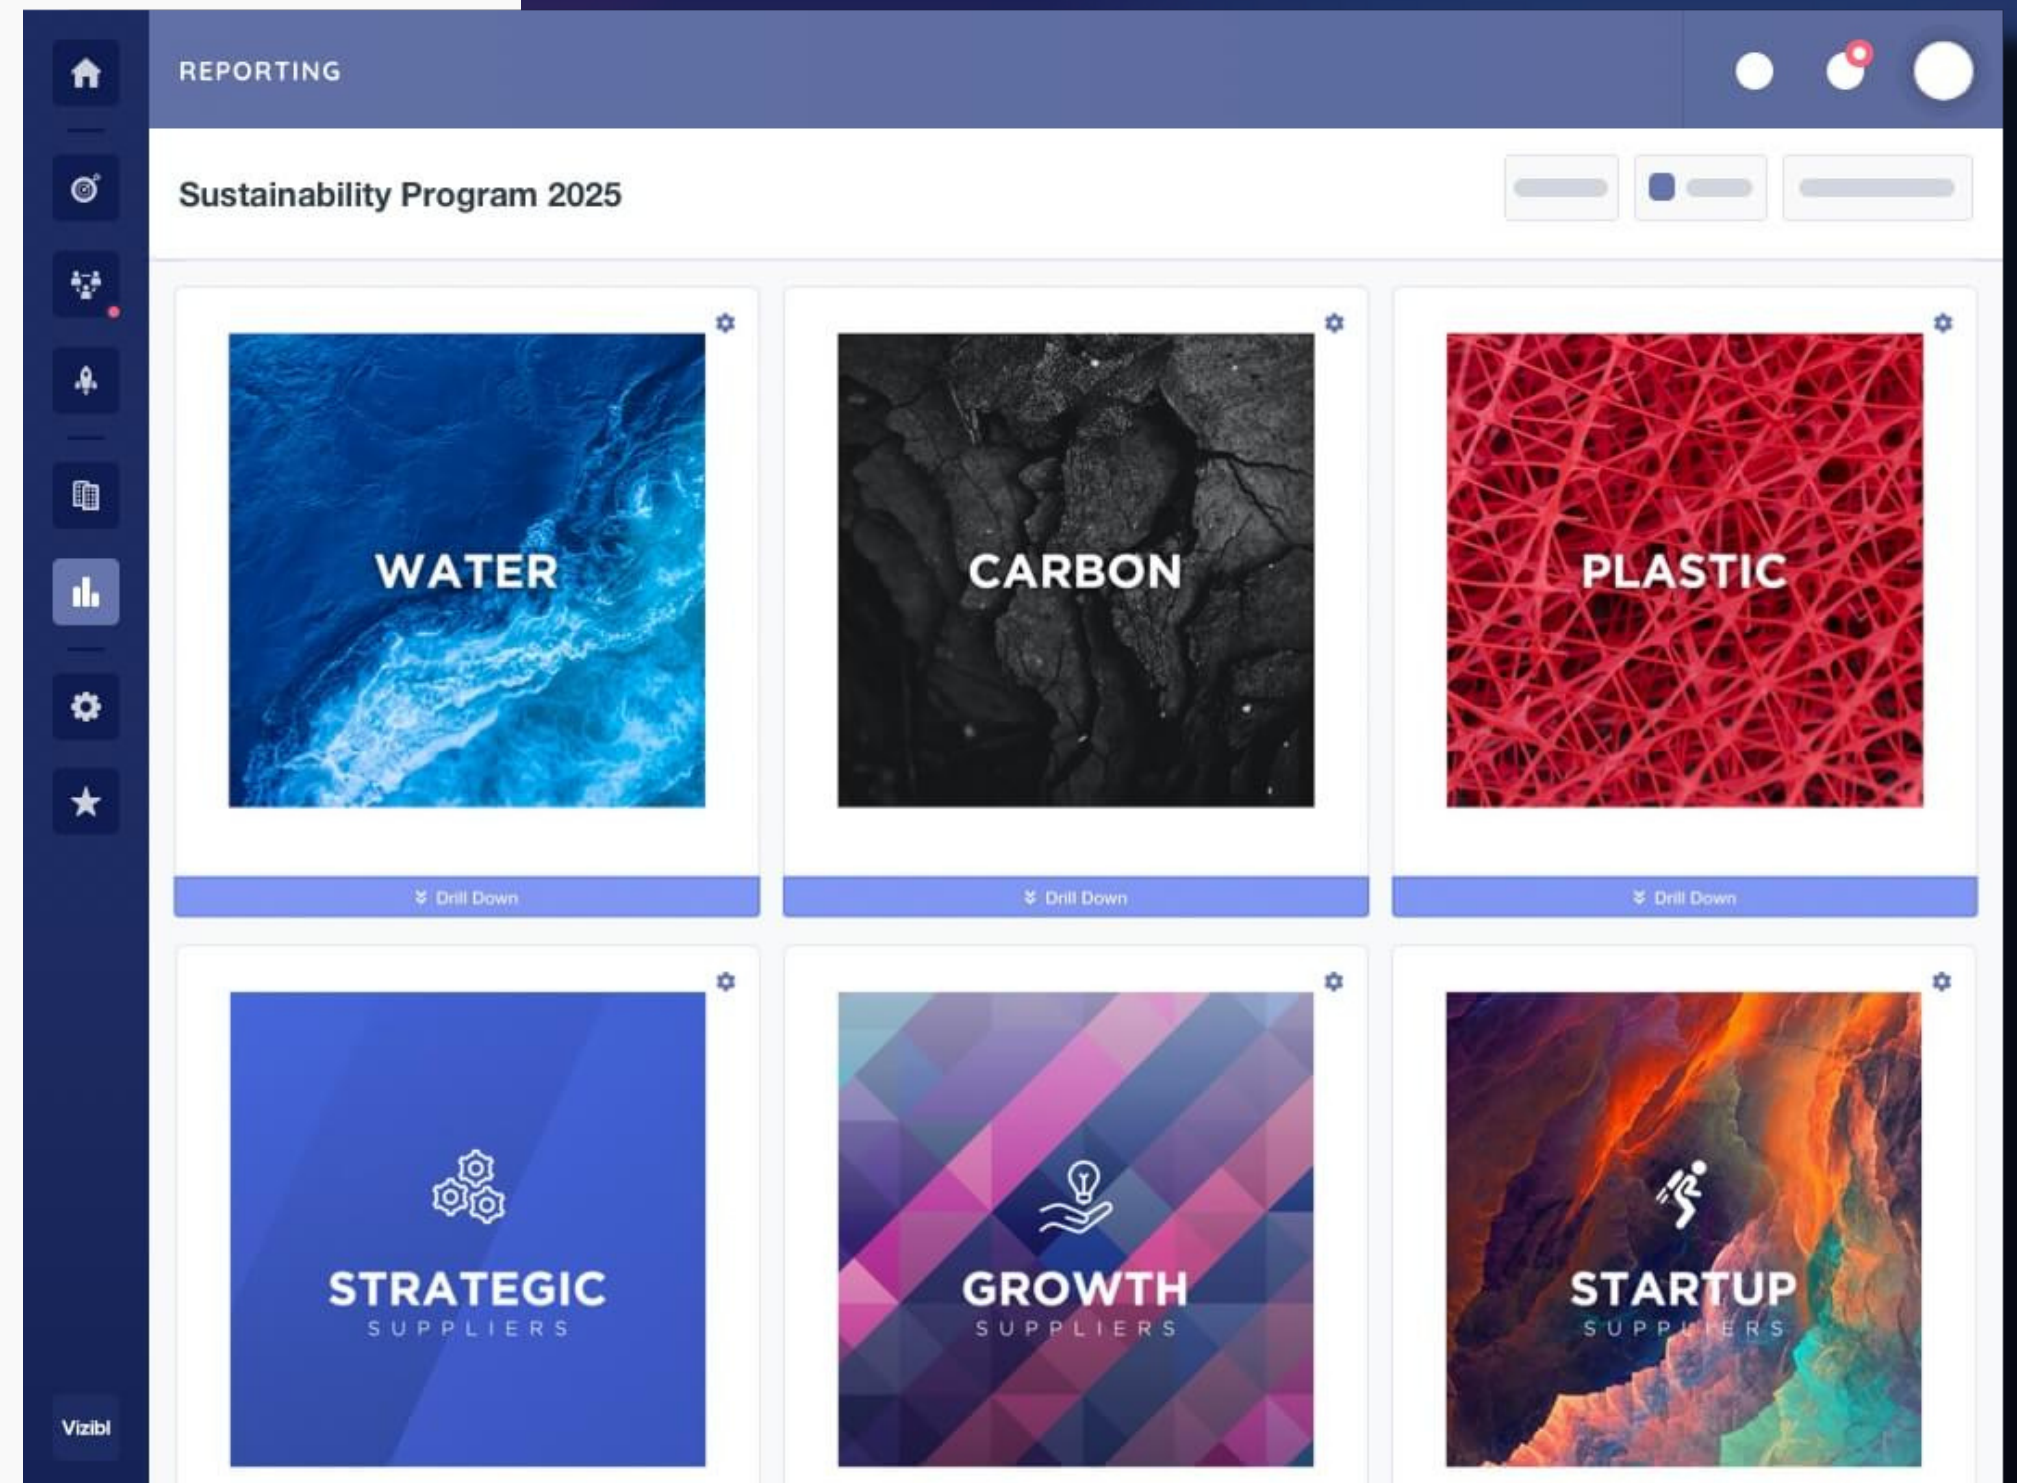 REPORTING
Sustainability Program 2025
WATER
CARBON
PLASTIC
Drill Down
Drill Down
Drill Down
STRATEGIC
SUPPLIERS
GROWTH
SUPPLIERS
STARTUP
SUPPLIERS
Vizibl